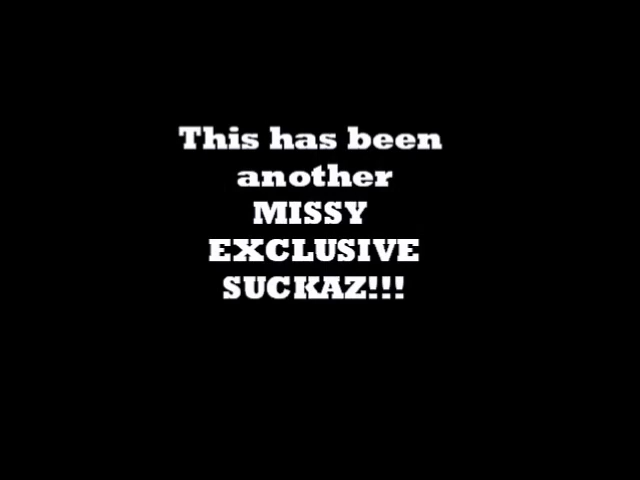 This has been
another
MISSY
EXCLUSIVE
SUCKAZ!!!